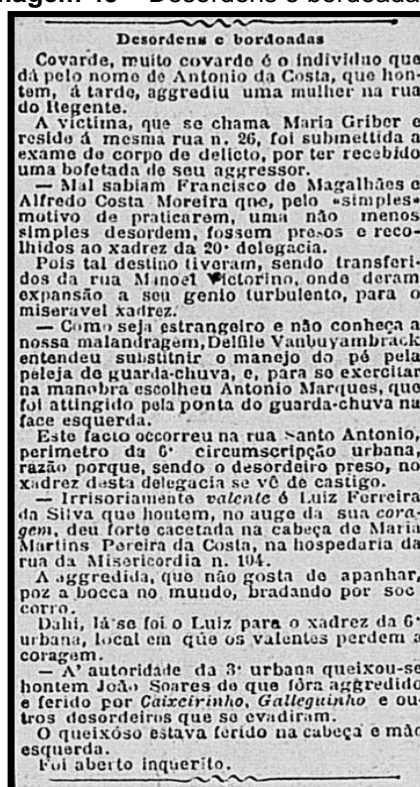 agem 40 – Desordens e bordoada
Desordens e bordoadas
Covarde, muito covarde é o individuo que
dá pelo nome de Antonio da Costa, que hon-
tem, á tarde, aggrediu uma mulher na rua
do Regente.
A victima, que se chama Maria Griber e
reside á mesma rua n. 26, foi submettida a
exame de corpo de delicto, por ter recebido
uma bofetada de seu aggressor.
— Mal sabiam Francisco de Magalhães e
Alfredo Costa Moreira que, pelo «simples»
motivo de praticarem, uma não menos
simples desordem, fossem presos e reco-
lhidos ao xadrez da 20ª delegacia.
Pois tal destino tiveram, sendo transferi-
dos da rua Manoel Victorino, onde deram
expansão a seu genio turbulento, para o
miseravel xadrez.
— Como seja estrangeiro e não conheça a
nossa malandragem, Delfile Vanbuyambrack
entendeu substituir o manejo do pé pela
peleja de guarda-chuva, e, para se exercitar
na manobra escolheu Antonio Marques, que
foi attingido pela ponta do guarda-chuva na
face esquerda.
Este facto occorreu na rua Santo Antonio,
perimetro da 6ª circumscripção urbana,
razão porque, sendo o desordeiro preso, no
xadrez desta delegacia se vê de castigo.
— Irrisoriamente valente é Luiz Ferreira
da Silva que hontem, no auge da sua cora-
gem, deu forte cacetada na cabeça de Maria
Martins Pereira da Costa, na hospedaria da
rua da Misericordia n. 104.
A aggredida, que não gosta de apanhar,
poz a bocca no mundo, bradando por soc
corro.
Dahi, lá se foi o Luiz para o xadrez da 6ª
urbana, local em que os valentes perdem a
coragem.
— A' autoridade da 3ª urbana queixou-se
hontem João Soares de que fôra aggredido
e ferido por Caixeirinho, Galleguinho e ou-
tros desordeiros que se evadiram.
O queixoso estava ferido na cabeça e mão
esquerda.
Foi aberto inquerito.